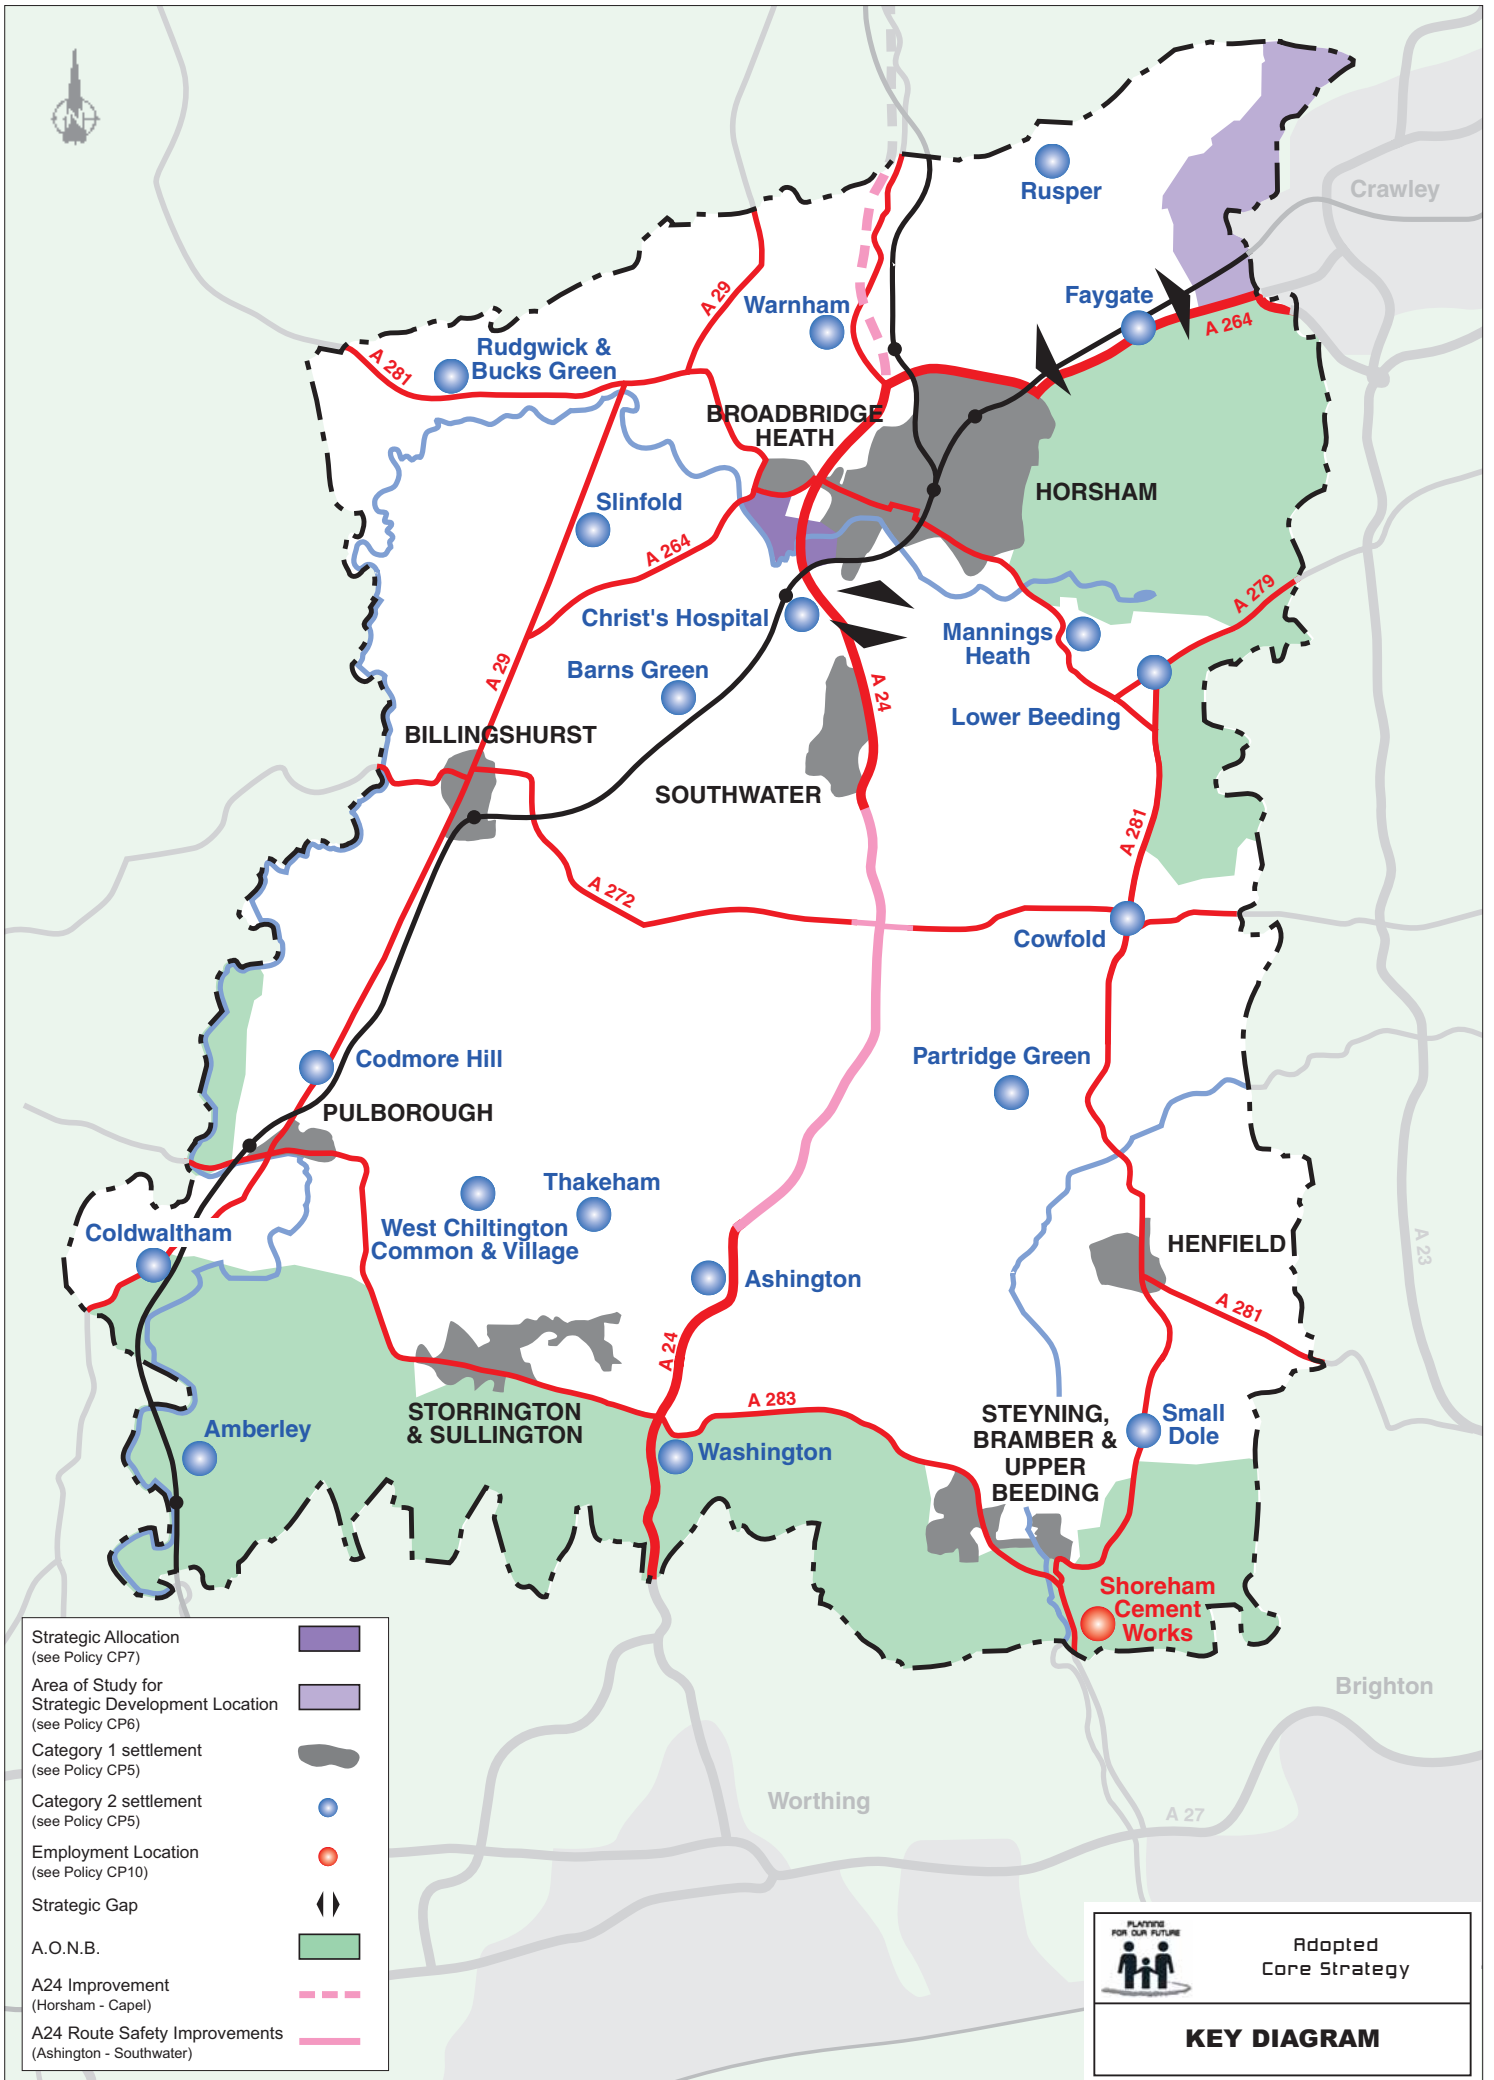 N
Crawley
Rusper
Faygate
A 264
A 29
Warnham
Rudgwick &
Bucks Green
A 281
BROADBRIDGE
HEATH
HORSHAM
Slinfold
A 264
A 279
Christ's Hospital
Mannings
Heath
Barns Green
A 29
A 24
Lower Beeding
BILLINGSHURST
SOUTHWATER
A 281
A 272
Cowfold
Codmore Hill
Partridge Green
PULBOROUGH
Thakeham
West Chiltington
Common & Village
Coldwaltham
HENFIELD
A 23
Ashington
A 281
A 24
A 283
STORRINGTON
& SULLINGTON
Amberley
Washington
STEYNING,
BRAMBER &
UPPER
BEEDING
Small
Dole
Shoreham
Cement
Works
Brighton
Worthing
A 27
Strategic Allocation
(see Policy CP7)
Area of Study for
Strategic Development Location
(see Policy CP6)
Category 1 settlement
(see Policy CP5)
Category 2 settlement
(see Policy CP5)
Employment Location
(see Policy CP10)
Strategic Gap
A.O.N.B.
A24 Improvement
(Horsham - Capel)
A24 Route Safety Improvements
(Ashington - Southwater)
PLANNING
FOR OUR FUTURE
Adopted
Core Strategy
KEY DIAGRAM